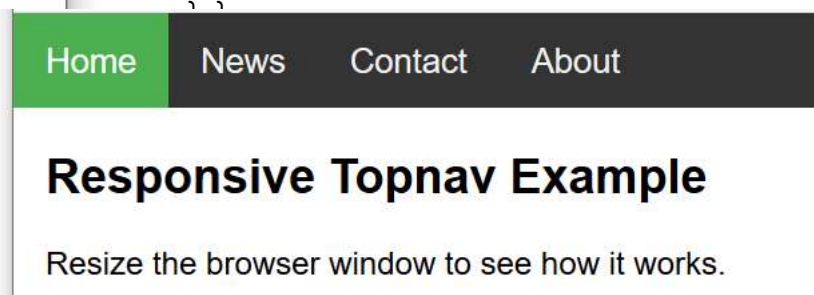 Home News Contact About
Responsive Topnav Example
Resize the browser window to see how it works.